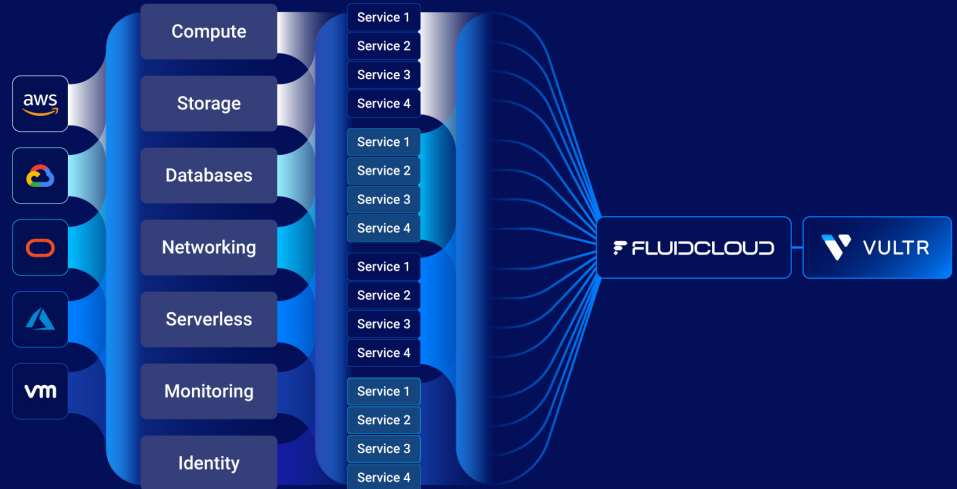 aws
vm
Compute
Storage
Databases
Networking
Serverless
Monitoring
Identity
Service 1
Service 2
Service 3
Service 4
Service 1
Service 2
Service 3
Service 4
Service 1
Service 2
Service 3
Service 4
Service 1
Service 2
Service 3
Service 4
FLUIDCLOUD
VULTR